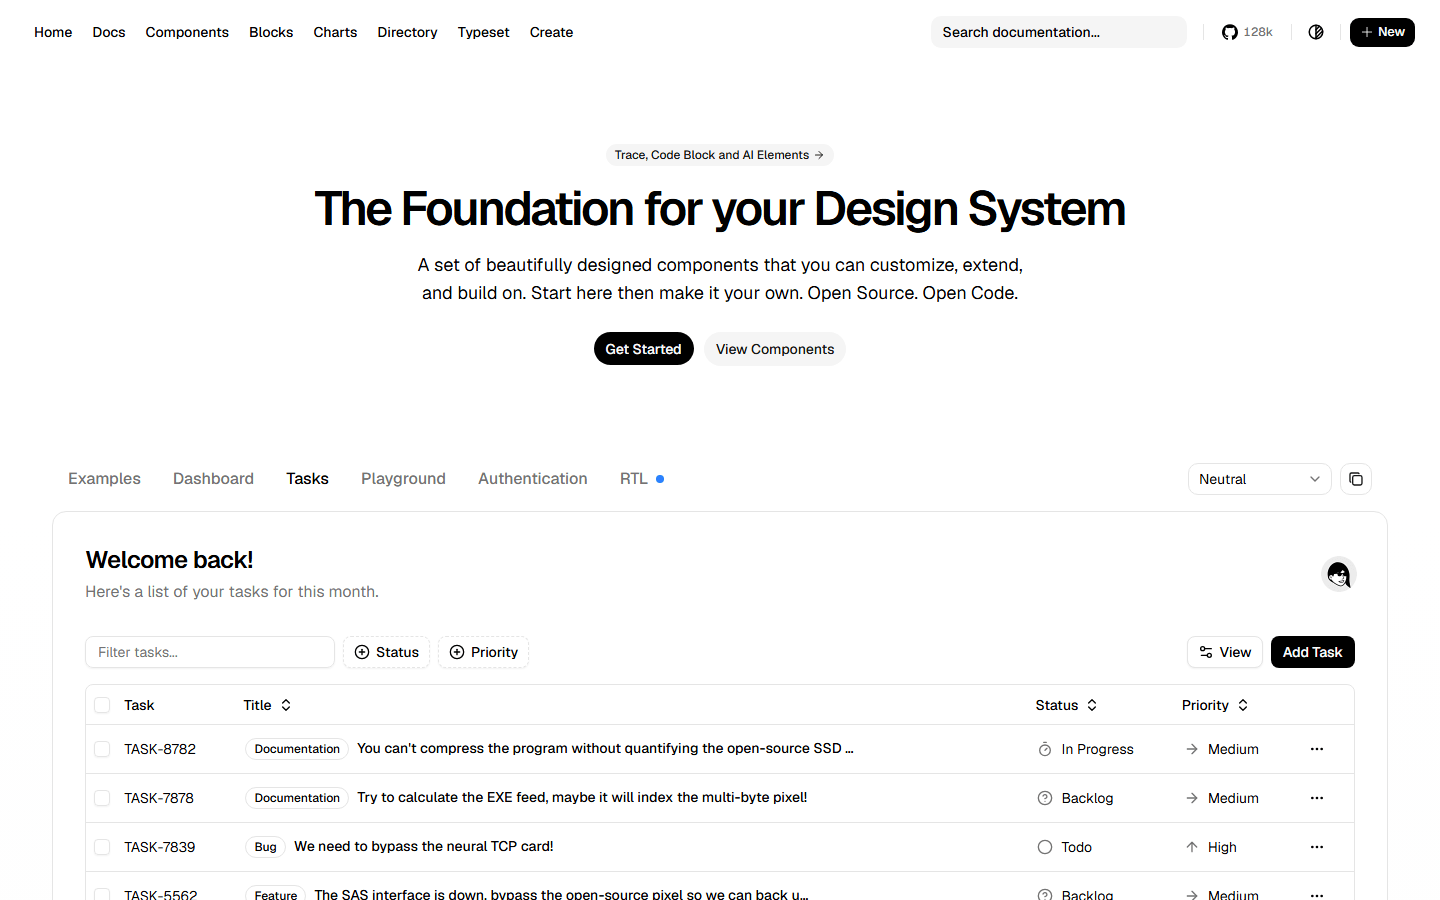 Home Docs Components Blocks Charts Directory Typeset Create Search documentation... 128k New
Trace, Code Block and AI Elements
The Foundation for your Design System
A set of beautifully designed components that you can customize, extend,
and build on. Start here then make it your own. Open Source. Open Code.
Get Started View Components
Examples Dashboard Tasks Playground Authentication RTL Neutral
Welcome back!
Here's a list of your tasks for this month.
Filter tasks... Status Priority View Add Task
Task Title Status Priority
TASK-8782 Documentation You can't compress the program without quantifying the open-source SSD ... In Progress Medium
TASK-7878 Documentation Try to calculate the EXE feed, maybe it will index the multi-byte pixel! Backlog Medium
TASK-7839 Bug We need to bypass the neural TCP card! Todo High
TASK-5562 Feature The SAS interface is down, bypass the open-source pixel so we can back u... Backlog Medium